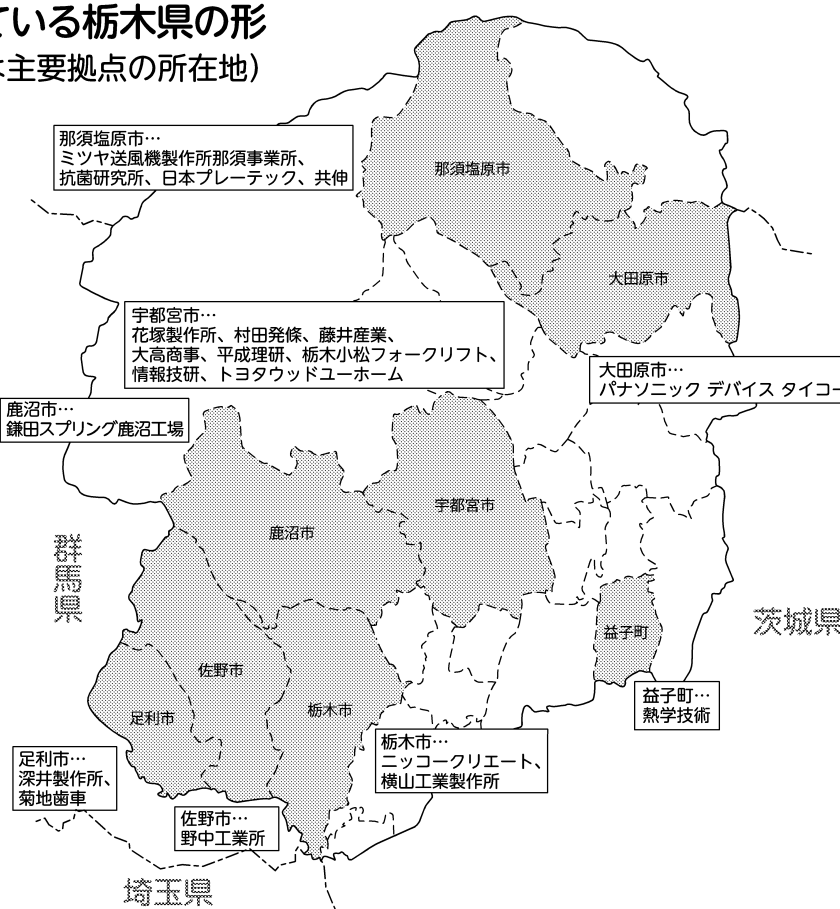 ている栃木県の形
は主要拠点の所在地）
那須塩原市…
ミツヤ送風機製作所那須事業所、
抗菌研究所、日本プレーテック、共伸
那須塩原市
大田原市
宇都宮市…
花塚製作所、村田発條、藤井産業、
大高商事、平成理研、栃木小松フォークリフト、
情報技研、トヨタウッドユーホーム
大田原市…
パナソニック デバイス タイコー
鹿沼市…
鎌田スプリング鹿沼工場
宇都宮市
鹿沼市
群馬県
茨城県
益子町
佐野市
栃木市
足利市
益子町…
熱学技術
栃木市…
ニッコークリエート、
横山工業製作所
足利市…
深井製作所、
菊地歯車
佐野市…
野中工業所
埼玉県